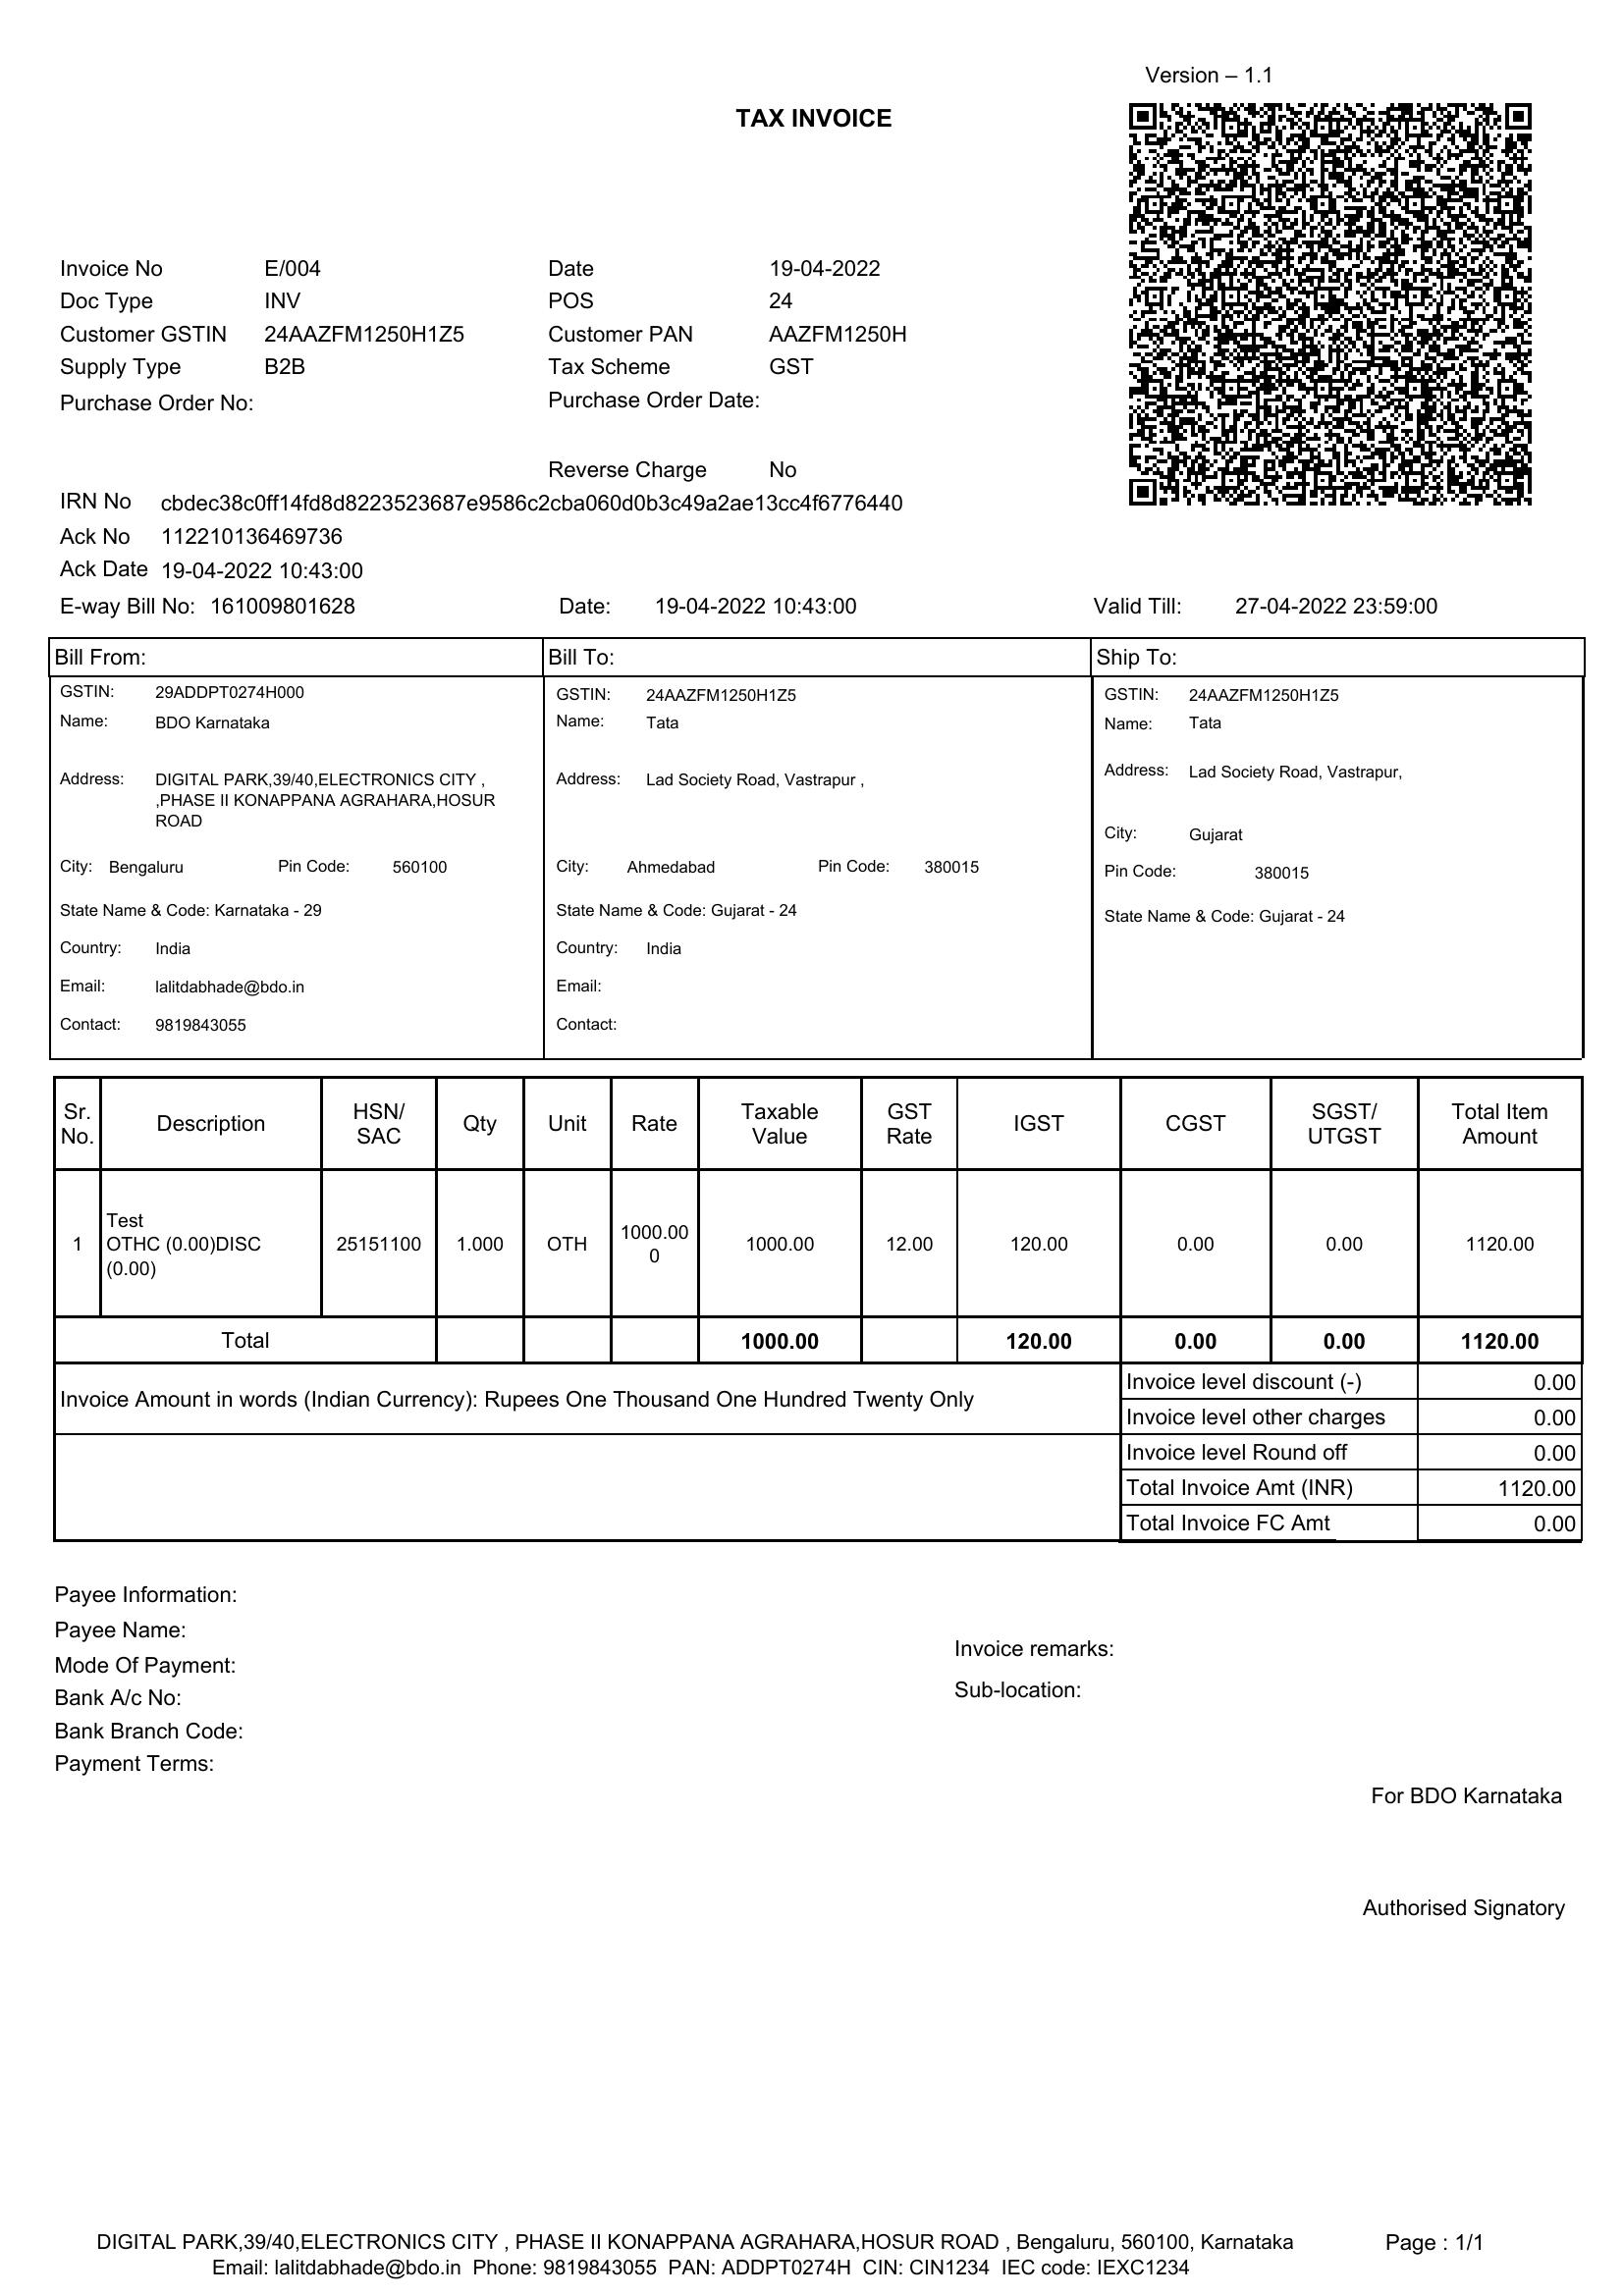 Version – 1.1
TAX INVOICE
Invoice No E/004 Date 19-04-2022
Doc Type INV POS 24
Customer GSTIN 24AAZFM1250H1Z5 Customer PAN AAZFM1250H
Supply Type B2B Tax Scheme GST
Purchase Order No: Purchase Order Date:
Reverse Charge No
IRN No cbdec38c0ff14fd8d8223523687e9586c2cba060d0b3c49a2ae13cc4f6776440
Ack No 112210136469736
Ack Date 19-04-2022 10:43:00
E-way Bill No: 161009801628 Date: 19-04-2022 10:43:00 Valid Till: 27-04-2022 23:59:00
Bill From:
GSTIN: 29ADDPT0274H000
Name: BDO Karnataka
Address: DIGITAL PARK,39/40,ELECTRONICS CITY ,
,PHASE II KONAPPANA AGRAHARA,HOSUR
ROAD
City: Bengaluru Pin Code: 560100
State Name & Code: Karnataka - 29
Country: India
Email: lalitdabhade@bdo.in
Contact: 9819843055
Bill To:
GSTIN: 24AAZFM1250H1Z5
Name: Tata
Address: Lad Society Road, Vastrapur ,
City: Ahmedabad Pin Code: 380015
State Name & Code: Gujarat - 24
Country: India
Email:
Contact:
Ship To:
GSTIN: 24AAZFM1250H1Z5
Name: Tata
Address: Lad Society Road, Vastrapur,
City: Gujarat
Pin Code: 380015
State Name & Code: Gujarat - 24
Sr. No. Description HSN/ SAC Qty Unit Rate Taxable Value GST Rate IGST CGST SGST/ UTGST Total Item Amount
1 Test OTHC (0.00)DISC (0.00) 25151100 1.000 OTH 1000.00 0 1000.00 12.00 120.00 0.00 0.00 1120.00
Total 1000.00 120.00 0.00 0.00 1120.00
Invoice Amount in words (Indian Currency): Rupees One Thousand One Hundred Twenty Only
Invoice level discount (-) 0.00
Invoice level other charges 0.00
Invoice level Round off 0.00
Total Invoice Amt (INR) 1120.00
Total Invoice FC Amt 0.00
Payee Information:
Payee Name:
Mode Of Payment:
Bank A/c No:
Bank Branch Code:
Payment Terms:
Invoice remarks:
Sub-location:
For BDO Karnataka
Authorised Signatory
DIGITAL PARK,39/40,ELECTRONICS CITY , PHASE II KONAPPANA AGRAHARA,HOSUR ROAD , Bengaluru, 560100, Karnataka Page : 1/1
Email: lalitdabhade@bdo.in Phone: 9819843055 PAN: ADDPT0274H CIN: CIN1234 IEC code: IEXC1234